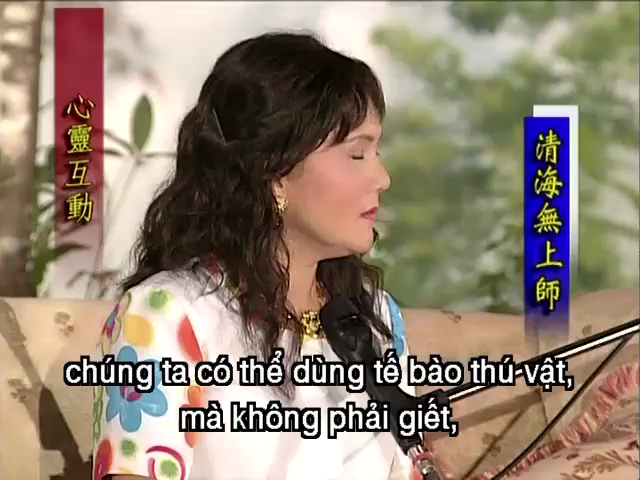 心靈互動
清海無上師
chúng ta có thể dùng tế bào thú vật,
mà không phải giết,